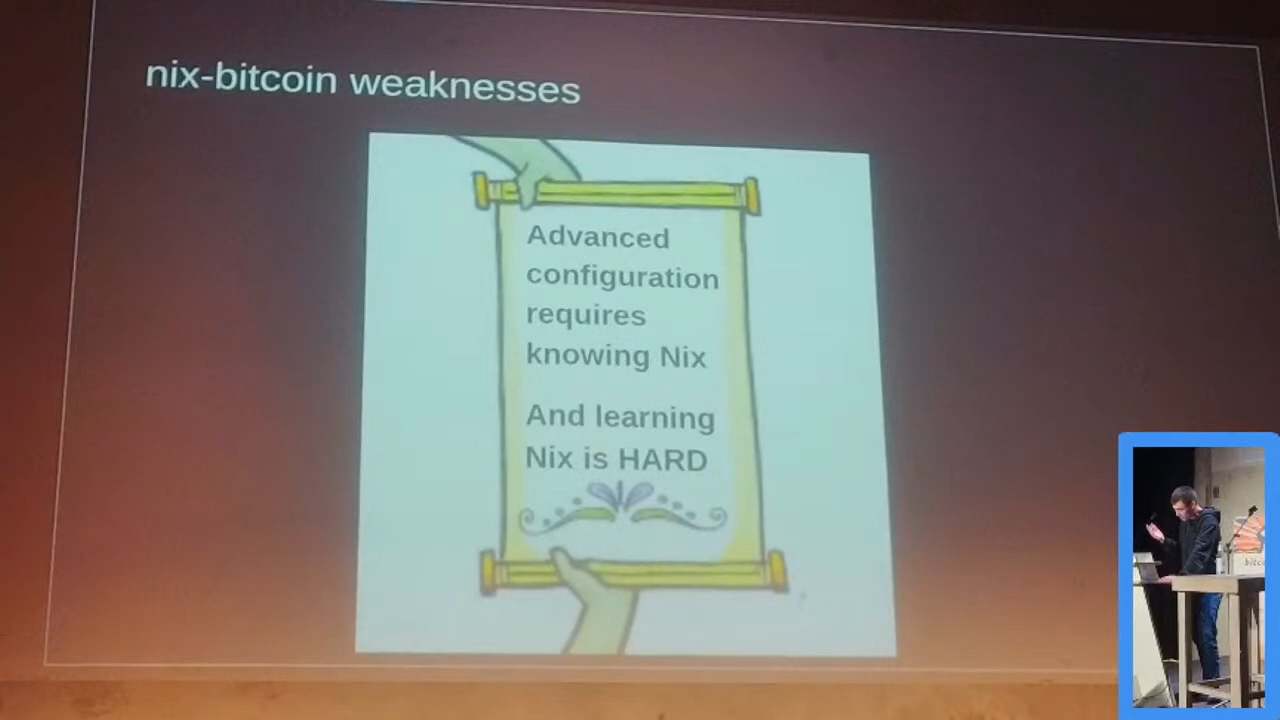 nix-bitcoin weaknesses
Advanced
configuration
requires
knowing Nix
And learning
Nix is HARD